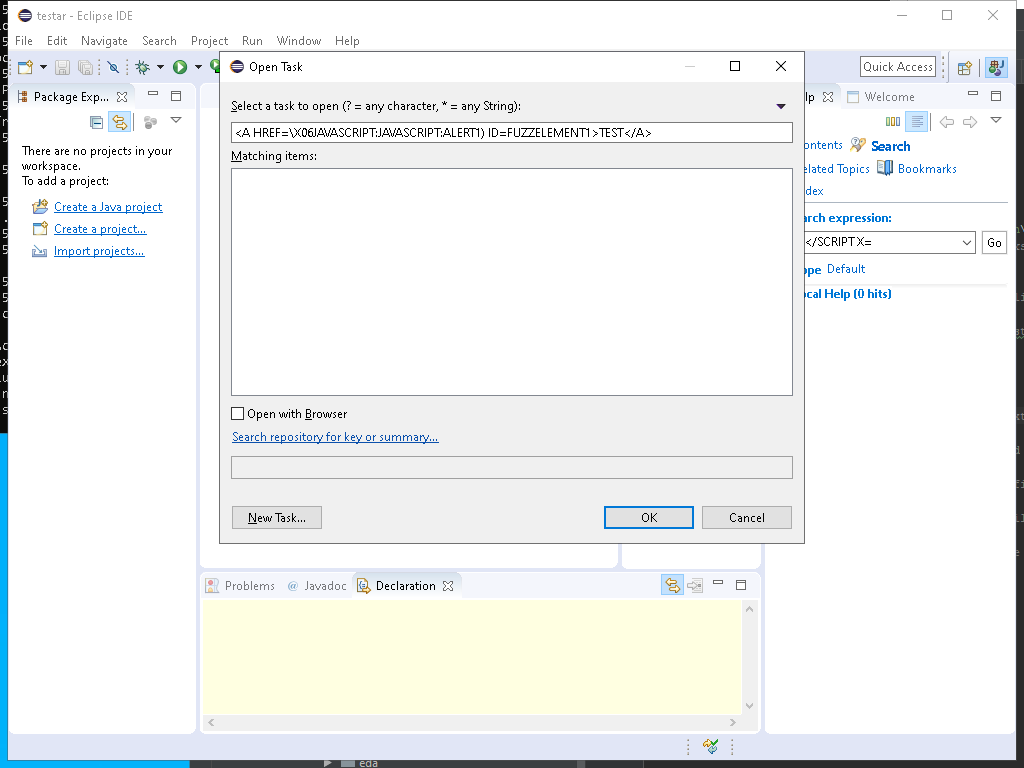 testar - Eclipse IDE
File Edit Navigate Search Project Run Window Help
Quick Access
Package Exp...
There are no projects in your
workspace.
To add a project:
Create a Java project
Create a project...
Import projects...
Open Task
Select a task to open (? = any character, * = any String):
<A HREF=\X06JAVASCRIPT:JAVASCRIPT:ALERT1) ID=FUZZELEMENT1>TEST</A>
Matching items:
Open with Browser
Search repository for key or summary...
New Task...
OK
Cancel
lp
Welcome
ontents
Search
elated Topics
Bookmarks
dex
arch expression:
</SCRIPT X=
Go
ope Default
ocal Help (0 hits)
Problems
@ Javadoc
Declaration
eda